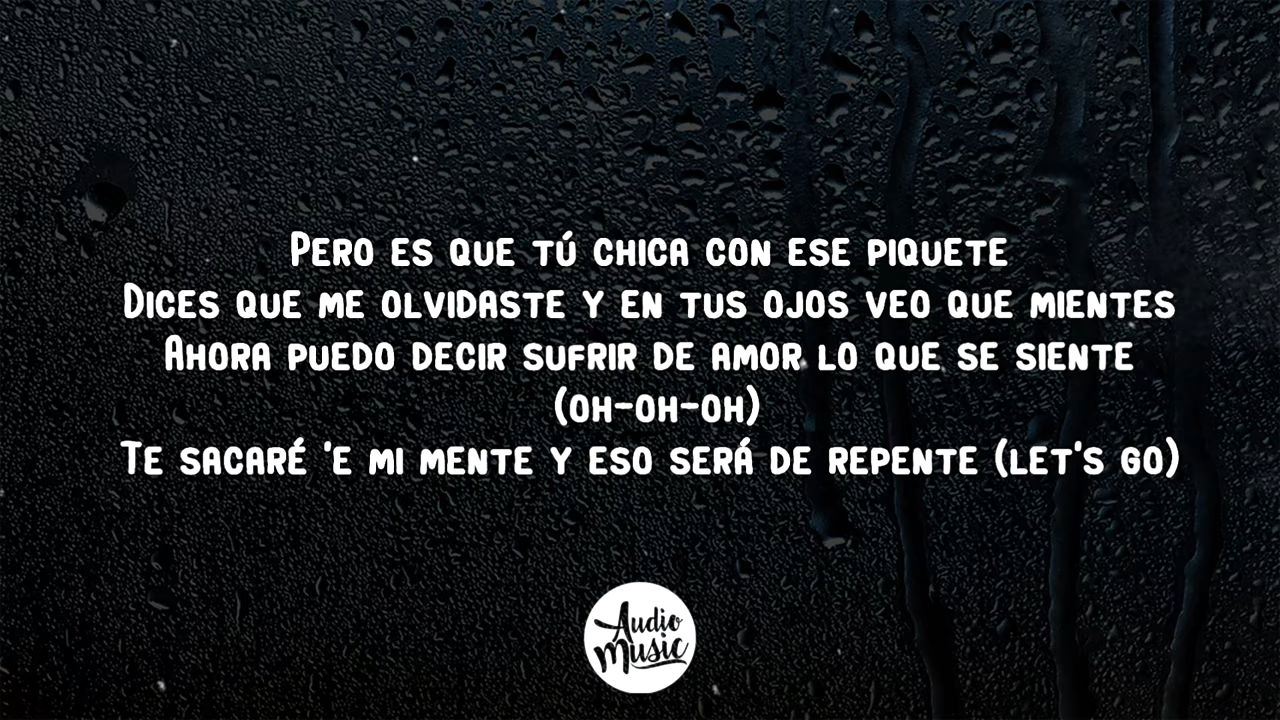 Pero es que tú chica con ese piquete
Dices que me olvidaste y en tus ojos veo que mientes
Ahora puedo decir sufrir de amor lo que se siente
(oh-oh-oh)
Te sacaré 'e mi mente y eso será de repente (let's go)
Audio
Music